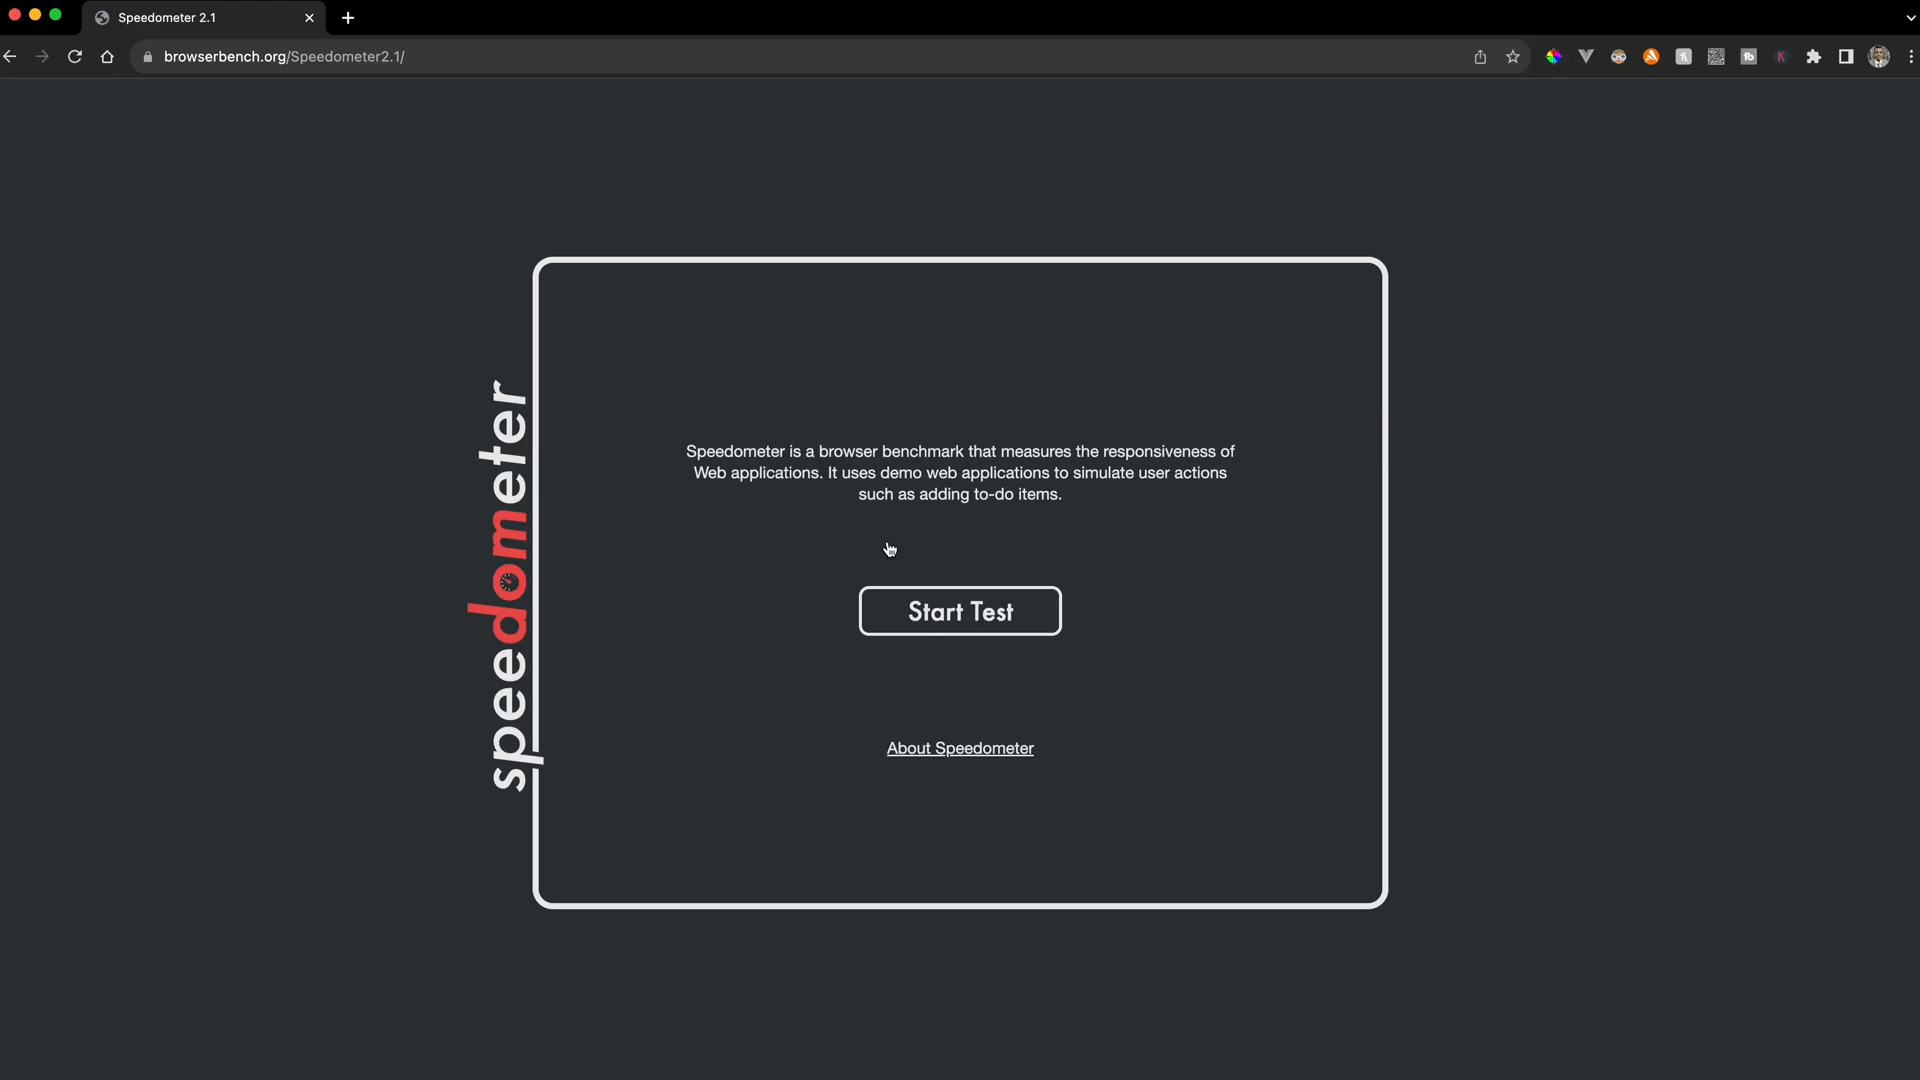 Speedometer 2.1
browserbench.org/Speedometer2.1/
tb
K
speedometer
Speedometer is a browser benchmark that measures the responsiveness of
Web applications. It uses demo web applications to simulate user actions
such as adding to-do items.
Start Test
About Speedometer